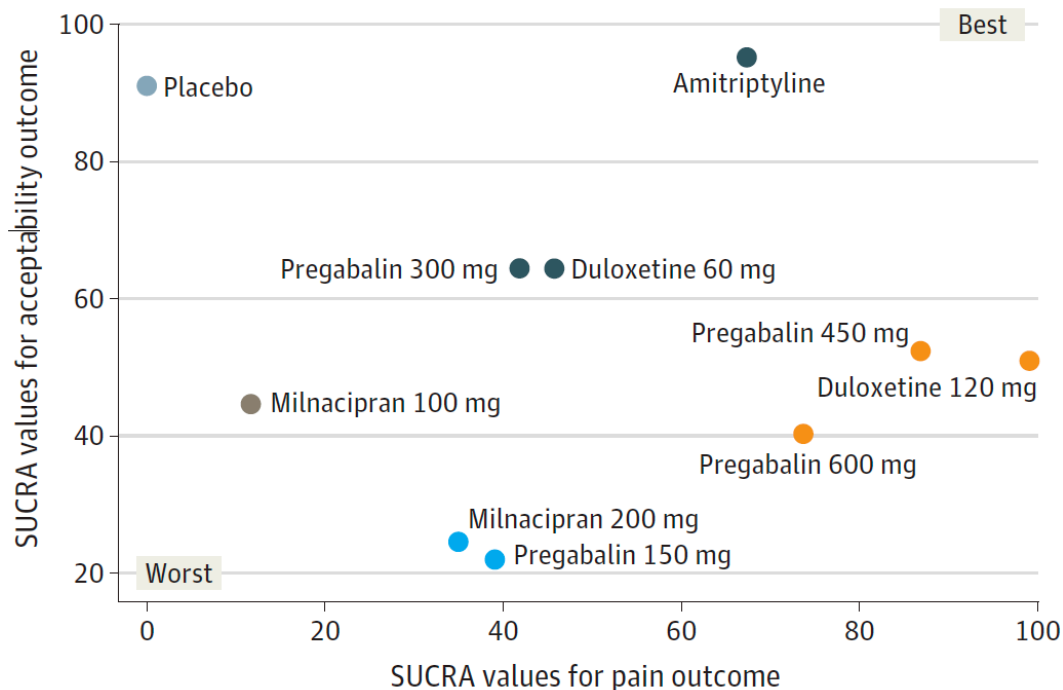 SUCRA values for acceptability outcome
100
80
60
40
20
Best
Placebo
Amitriptyline
Pregabalin 300 mg
Duloxetine 60 mg
Pregabalin 450 mg
Duloxetine 120 mg
Milnacipran 100 mg
Pregabalin 600 mg
Milnacipran 200 mg
Pregabalin 150 mg
Worst
0 20 40 60 80 100
SUCRA values for pain outcome